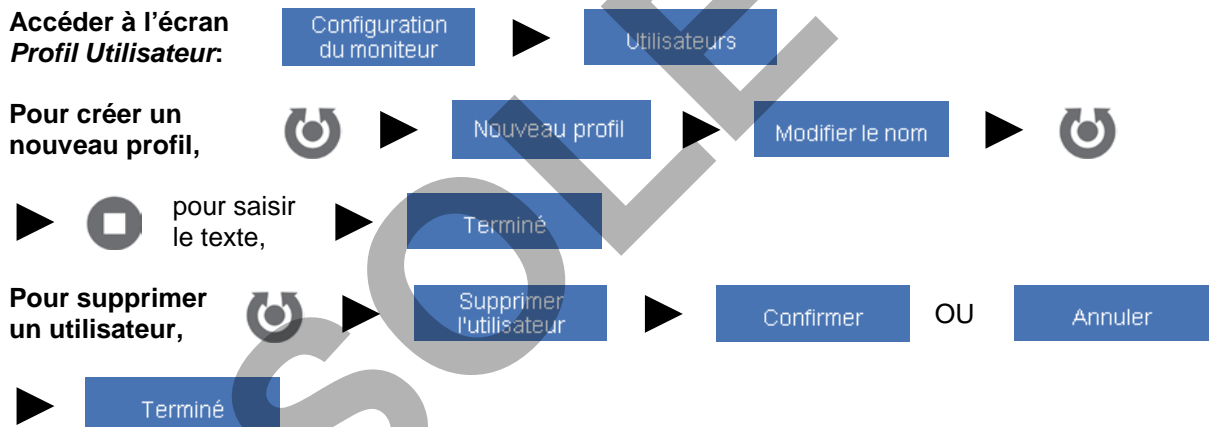 Accéder à l’écran
Profil Utilisateur:
Configuration
du moniteur
Utilisateurs
Pour créer un
nouveau profil,
Nouveau profil
Modifier le nom
pour saisir
le texte,
Terminé
Pour supprimer
un utilisateur,
Supprimer
l'utilisateur
Confirmer
OU
Annuler
Terminé